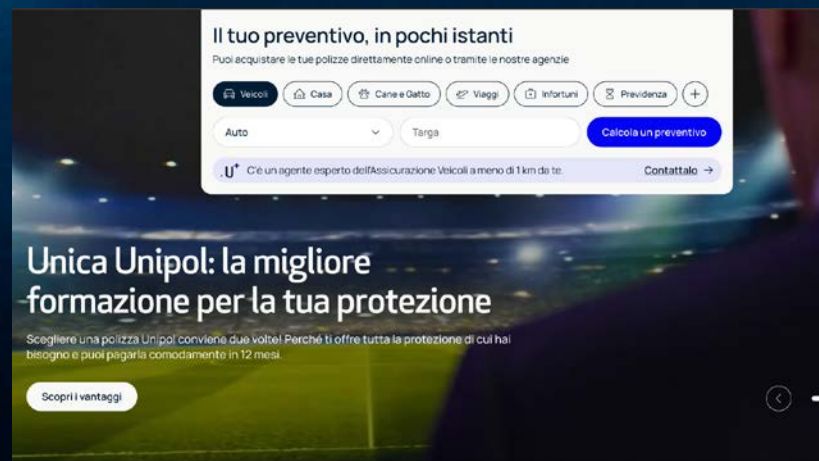 Il tuo preventivo, in pochi istanti
Puoi acquistare le tue polizze direttamente online o tramite le nostre agenzie
Veicoli
Casa
Cane e Gatto
Viaggi
Infortuni
Previdenza
Auto
Targa
Calcola un preventivo
.U+ C'è un agente esperto dell'Assicurazione Veicoli a meno di 1 km da te.
Contattalo →
Unica Unipol: la migliore
formazione per la tua protezione
Scegliere una polizza Unipol conviene due volte! Perché ti offre tutta la protezione di cui hai
bisogno e puoi pagarla comodamente in 12 mesi.
Scopri i vantaggi